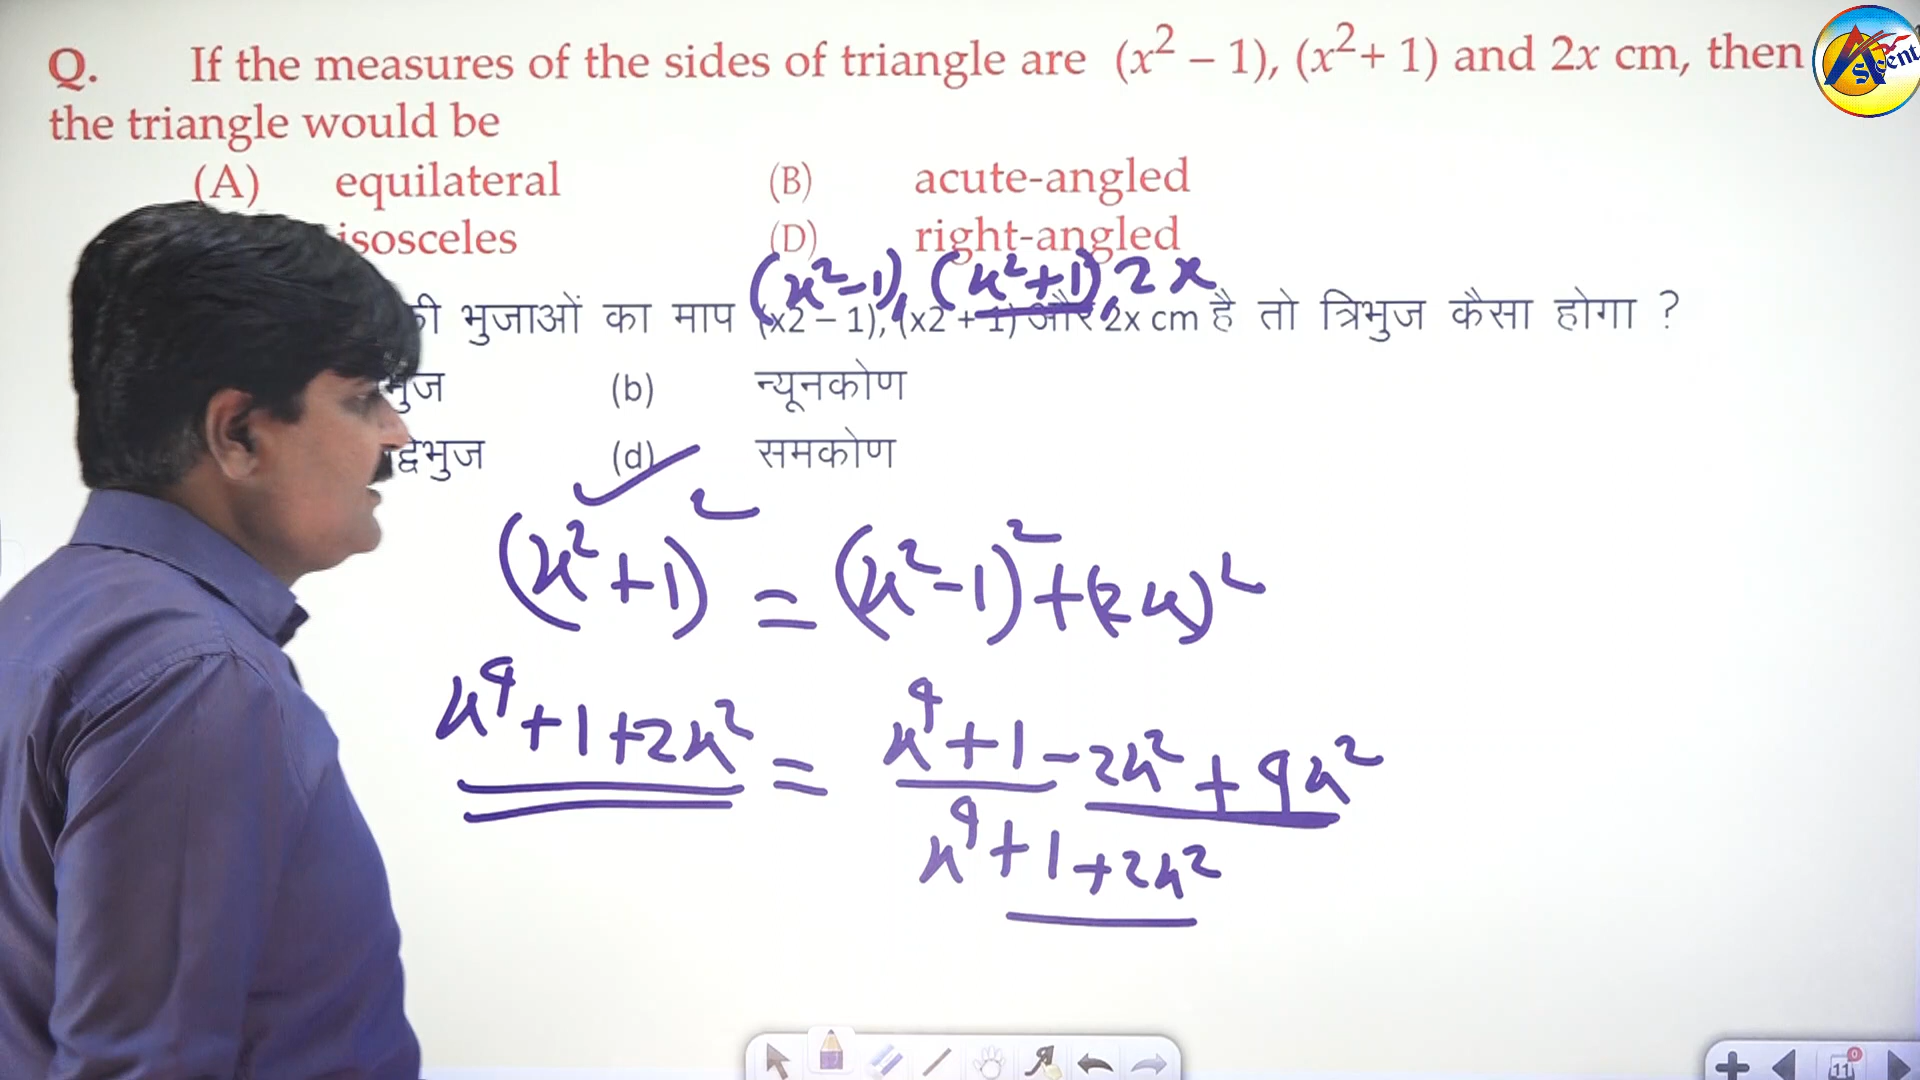 Q. If the measures of the sides of triangle are (x² – 1), (x²+ 1) and 2x cm, then
the triangle would be
(A) equilateral (B) acute-angled
isosceles (D) right-angled
(x²-1), (x²+1), 2x
भुजाओं का माप (x2 – 1), (x2 + 1) और 2x cm है तो त्रिभुज कैसा होगा ?
(b) न्यूनकोण
(d) समकोण
(x²+1)² = (x²-1)²+(2x)²
x⁴+1+2x² = x⁴+1-2x²+4x²
x⁴+1+2x²
Ascent
11
0